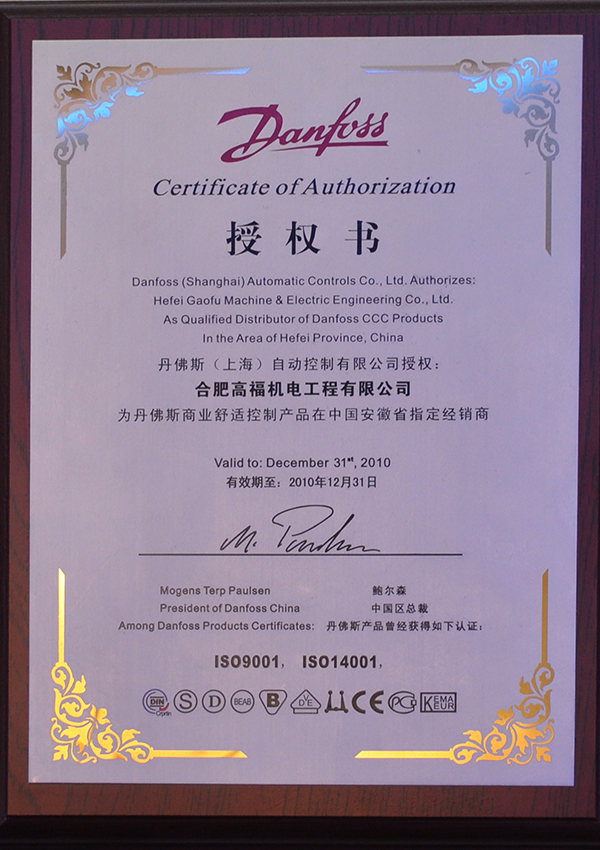 Danfoss
Certificate of Authorization
授权书
Danfoss (Shanghai) Automatic Controls Co., Ltd. Authorizes:
Hefei Gaofu Machine & Electric Engineering Co., Ltd.
As Qualified Distributor of Danfoss CCC Products
In the Area of Hefei Province, China
丹佛斯（上海）自动控制有限公司授权：
合肥高福机电工程有限公司
为丹佛斯商业舒适控制产品在中国安徽省指定经销商
Valid to: December 31st, 2010
有效期至：2010年12月31日
Mogens Terp Paulsen 鲍尔森
President of Danfoss China 中国区总裁
Among Danfoss Products Certificates: 丹佛斯产品曾经获得如下认证：
ISO9001, ISO14001,
DIN S D BEAB B VDE CE PCT KEMA KEUR